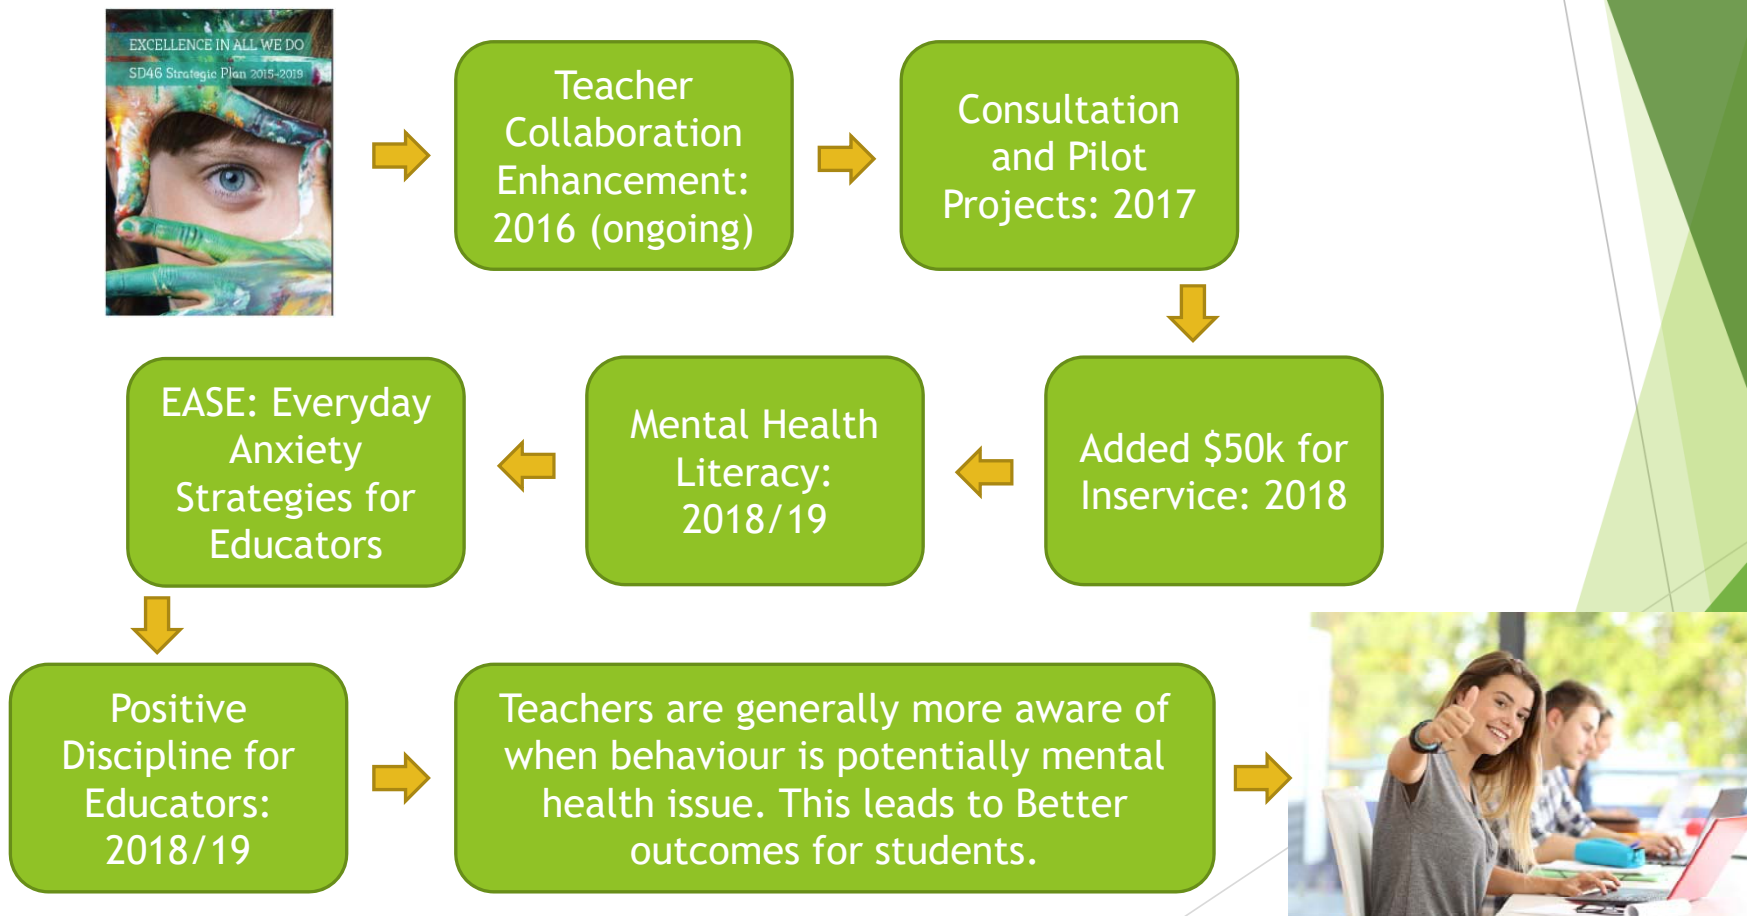 EXCELLENCE IN ALL WE DO
SD46 Strategic Plan 2015-2019
Teacher
Collaboration
Enhancement:
2016 (ongoing)
Consultation
and Pilot
Projects: 2017
Added $50k for
Inservice: 2018
Mental Health
Literacy:
2018/19
EASE: Everyday
Anxiety
Strategies for
Educators
Positive
Discipline for
Educators:
2018/19
Teachers are generally more aware of
when behaviour is potentially mental
health issue. This leads to Better
outcomes for students.